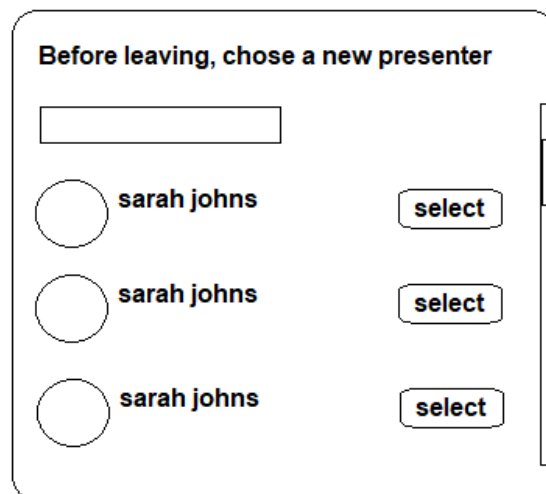 Before leaving, chose a new presenter
sarah johns
select
sarah johns
select
sarah johns
select